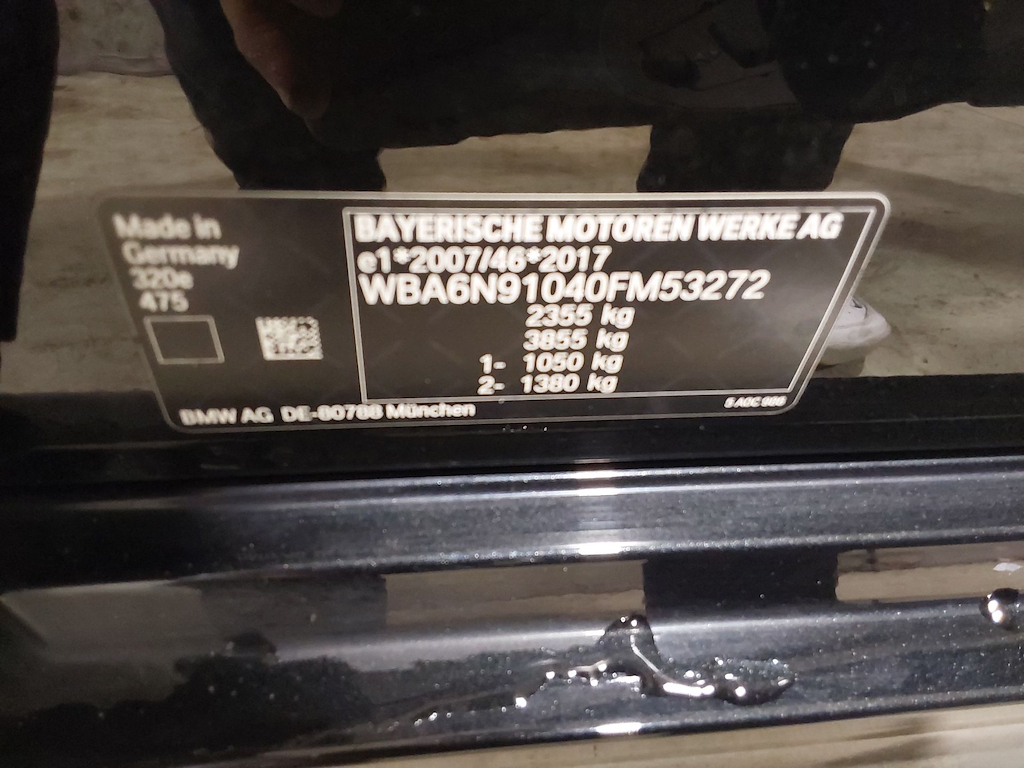 Made in
Germany
320e
475
BAYERISCHE MOTOREN WERKE AG
e1*2007/46*2017
WBA6N91040FM53272
2355 kg
3855 kg
1- 1050 kg
2- 1380 kg
BMW AG DE-80788 München